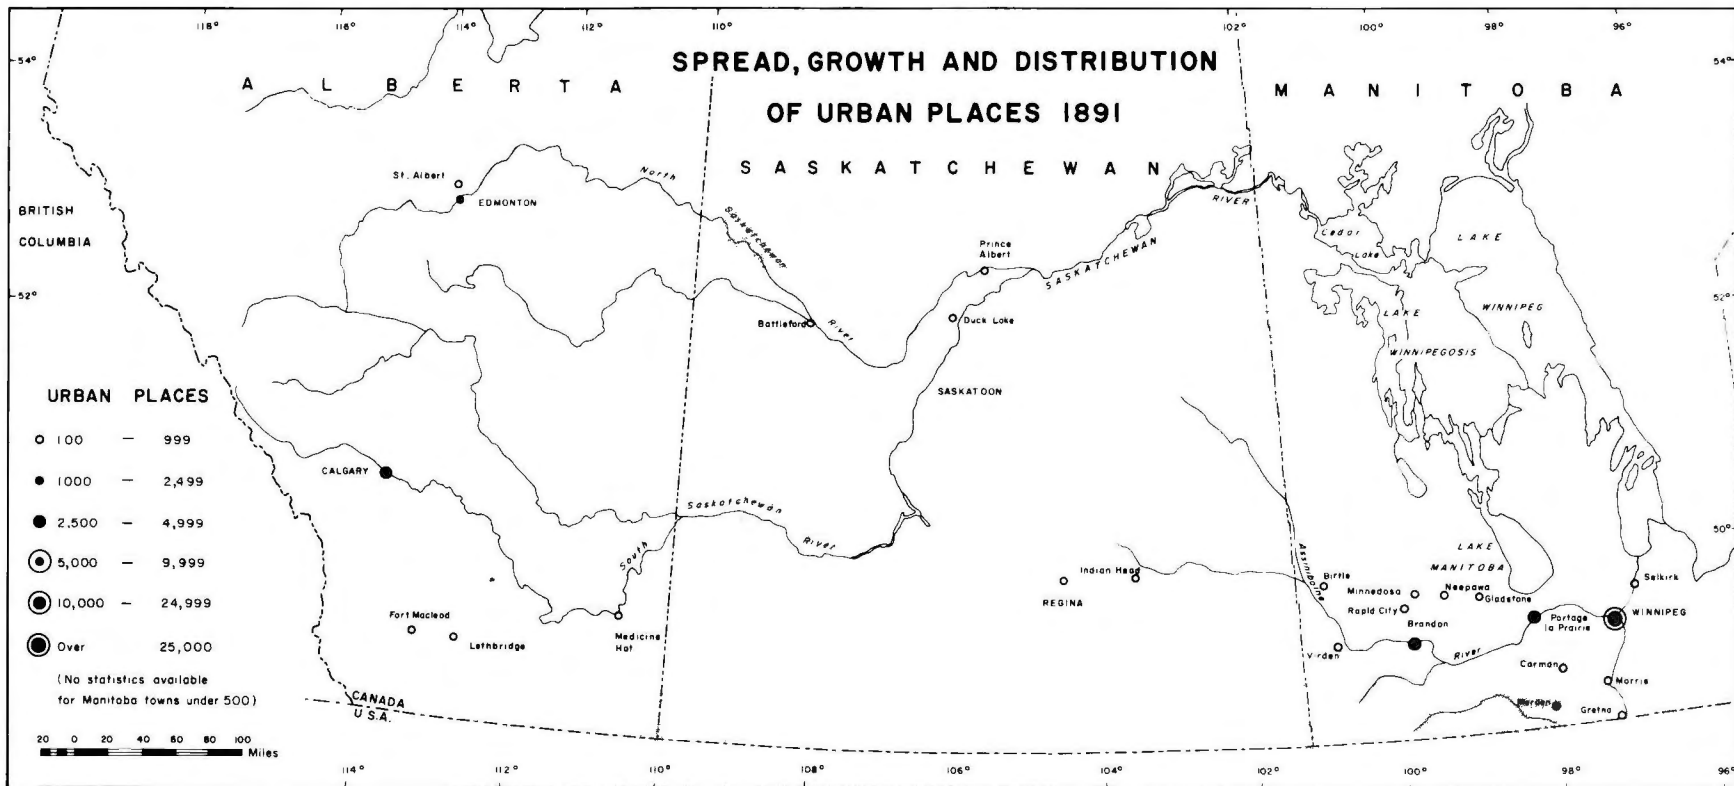 118° 116° 114° 112° 110° 102° 100° 98° 96°
54° 54°
SPREAD, GROWTH AND DISTRIBUTION
OF URBAN PLACES 1891
ALBERTA
SASKATCHEWAN
MANITOBA
BRITISH
COLUMBIA
St. Albert
EDMONTON
North
Saskatchewan
River
Battleford
Prince
Albert
Duck Lake
SASKATCHEWAN
RIVER
Cedar
Lake
LAKE
WINNIPEG
LAKE
WINNIPEGOSIS
52° 52°
SASKATOON
CALGARY
Saskatchewan
South
River
50°
Fort Macleod
Lethbridge
Medicine
Hat
REGINA
Indian Head
Assiniboine
River
LAKE
MANITOBA
Birtle
Minnedosa
Neepawa
Gladstone
Rapid City
Brandon
Virden
Portage
la Prairie
Selkirk
WINNIPEG
Carman
Morris
Morden
Gretna
URBAN PLACES
100 – 999
1000 – 2,499
2,500 – 4,999
5,000 – 9,999
10,000 – 24,999
Over 25,000
(No statistics available
for Manitoba towns under 500)
CANADA
U.S.A.
20 0 20 40 60 80 100
Miles
114° 112° 110° 108° 106° 104° 102° 100° 98° 96°